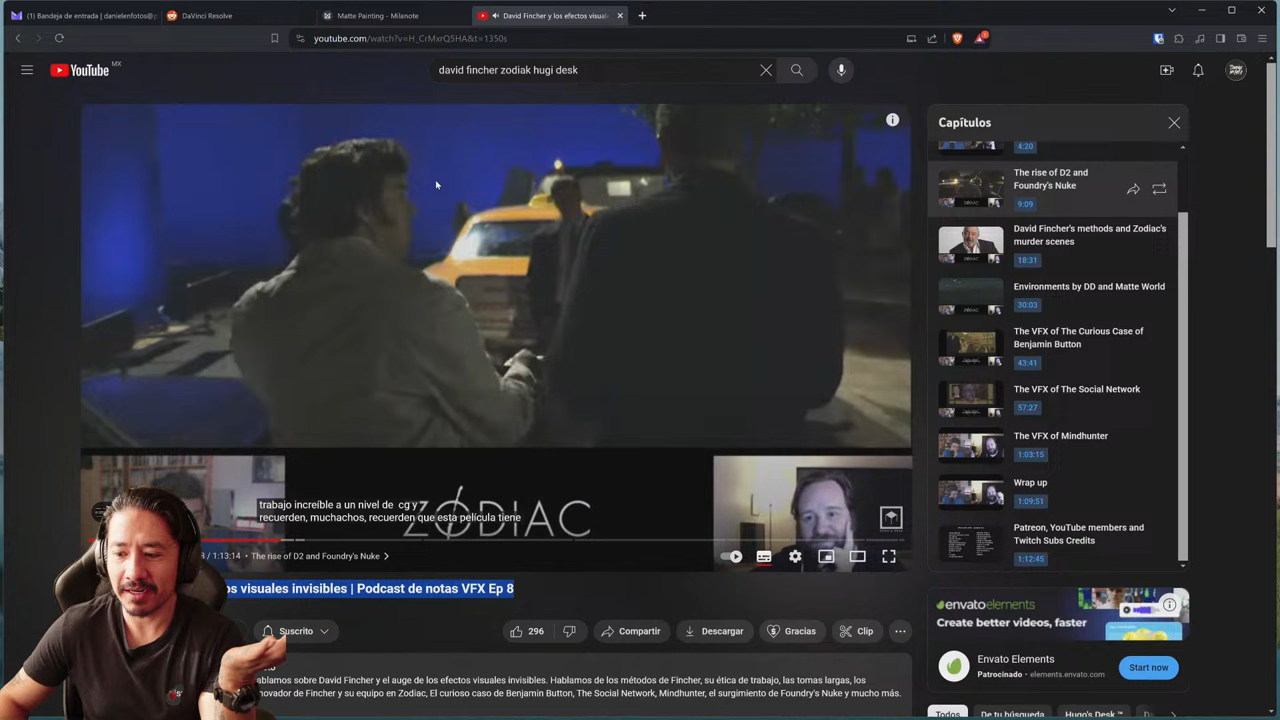 (1) Bandeja de entrada | danielenfotos@p
DaVinci Resolve
Matte Painting - Milanote
David Fincher y los efectos visuale
youtube.com/watch?v=H_CrMxrQ5HA&t=1350s
YouTube MX
david fincher zodiak hugi desk
Capítulos
4:20
The rise of D2 and
Foundry's Nuke
9:09
David Fincher's methods and Zodiac's
murder scenes
18:31
Environments by DD and Matte World
30:03
The VFX of The Curious Case of
Benjamin Button
43:41
The VFX of The Social Network
57:27
The VFX of Mindhunter
1:03:15
Wrap up
1:09:51
Patreon, YouTube members and
Twitch Subs Credits
1:12:45
trabajo increíble a un nivel de cg y 7
recuerden, muchachos, recuerden que esta película tiene
ZODIAC
/ 1:13:14 • The rise of D2 and Foundry's Nuke
os visuales invisibles | Podcast de notas VFX Ep 8
Suscrito
296
Compartir
Descargar
Gracias
Clip
ablamos sobre David Fincher y el auge de los efectos visuales invisibles. Hablamos de los métodos de Fincher, su ética de trabajo, las tomas largas, los
novador de Fincher y su equipo en Zodiac, El curioso caso de Benjamin Button, The Social Network, Mindhunter, el surgimiento de Foundry's Nuke y mucho más.
envato elements
Create better videos, faster
Envato Elements
Patrocinado • elements.envato.com
Start now
Todos
De tu búsqueda
Hugo's Desk ™